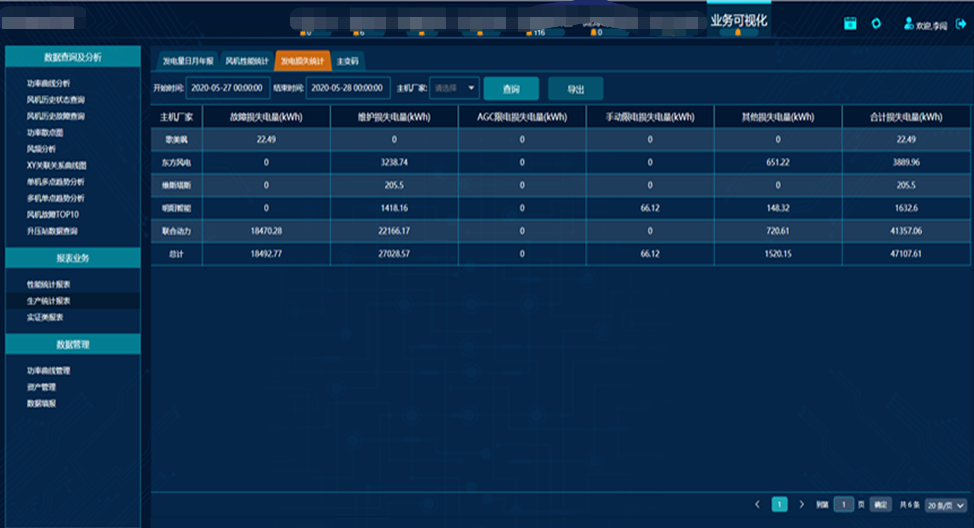 业务可视化
0 6 116 0
欢迎,李阔
数据查询及分析
功率曲线分析
风机历史状态查询
风机历史故障查询
功率散点图
风频分析
XY关联关系曲线图
单机多点趋势分析
多机单点趋势分析
风机故障TOP10
升压站数据查询
报表业务
性能统计报表
生产统计报表
实证类报表
数据管理
功率曲线管理
资产管理
数据填报
发电量日月年报 风机性能统计 发电损失统计 主变码
开始时间: 2020-05-27 00:00:00 结束时间: 2020-05-28 00:00:00 主机厂家: 请选择 查询 导出
主机厂家 故障损失电量(kWh) 维护损失电量(kWh) AGC限电损失电量(kWh) 手动限电损失电量(kWh) 其他损失电量(kWh) 合计损失电量(kWh)
歌美飒 22.49 0 0 0 0 22.49
东方风电 0 3238.74 0 0 651.22 3889.96
维斯塔斯 0 205.5 0 0 0 205.5
明阳智能 0 1418.16 0 66.12 148.32 1632.6
联合动力 18470.28 22166.17 0 0 720.61 41357.06
总计 18492.77 27028.57 0 66.12 1520.15 47107.61
1 到第 1 页 确定 共 6 条 20 条/页